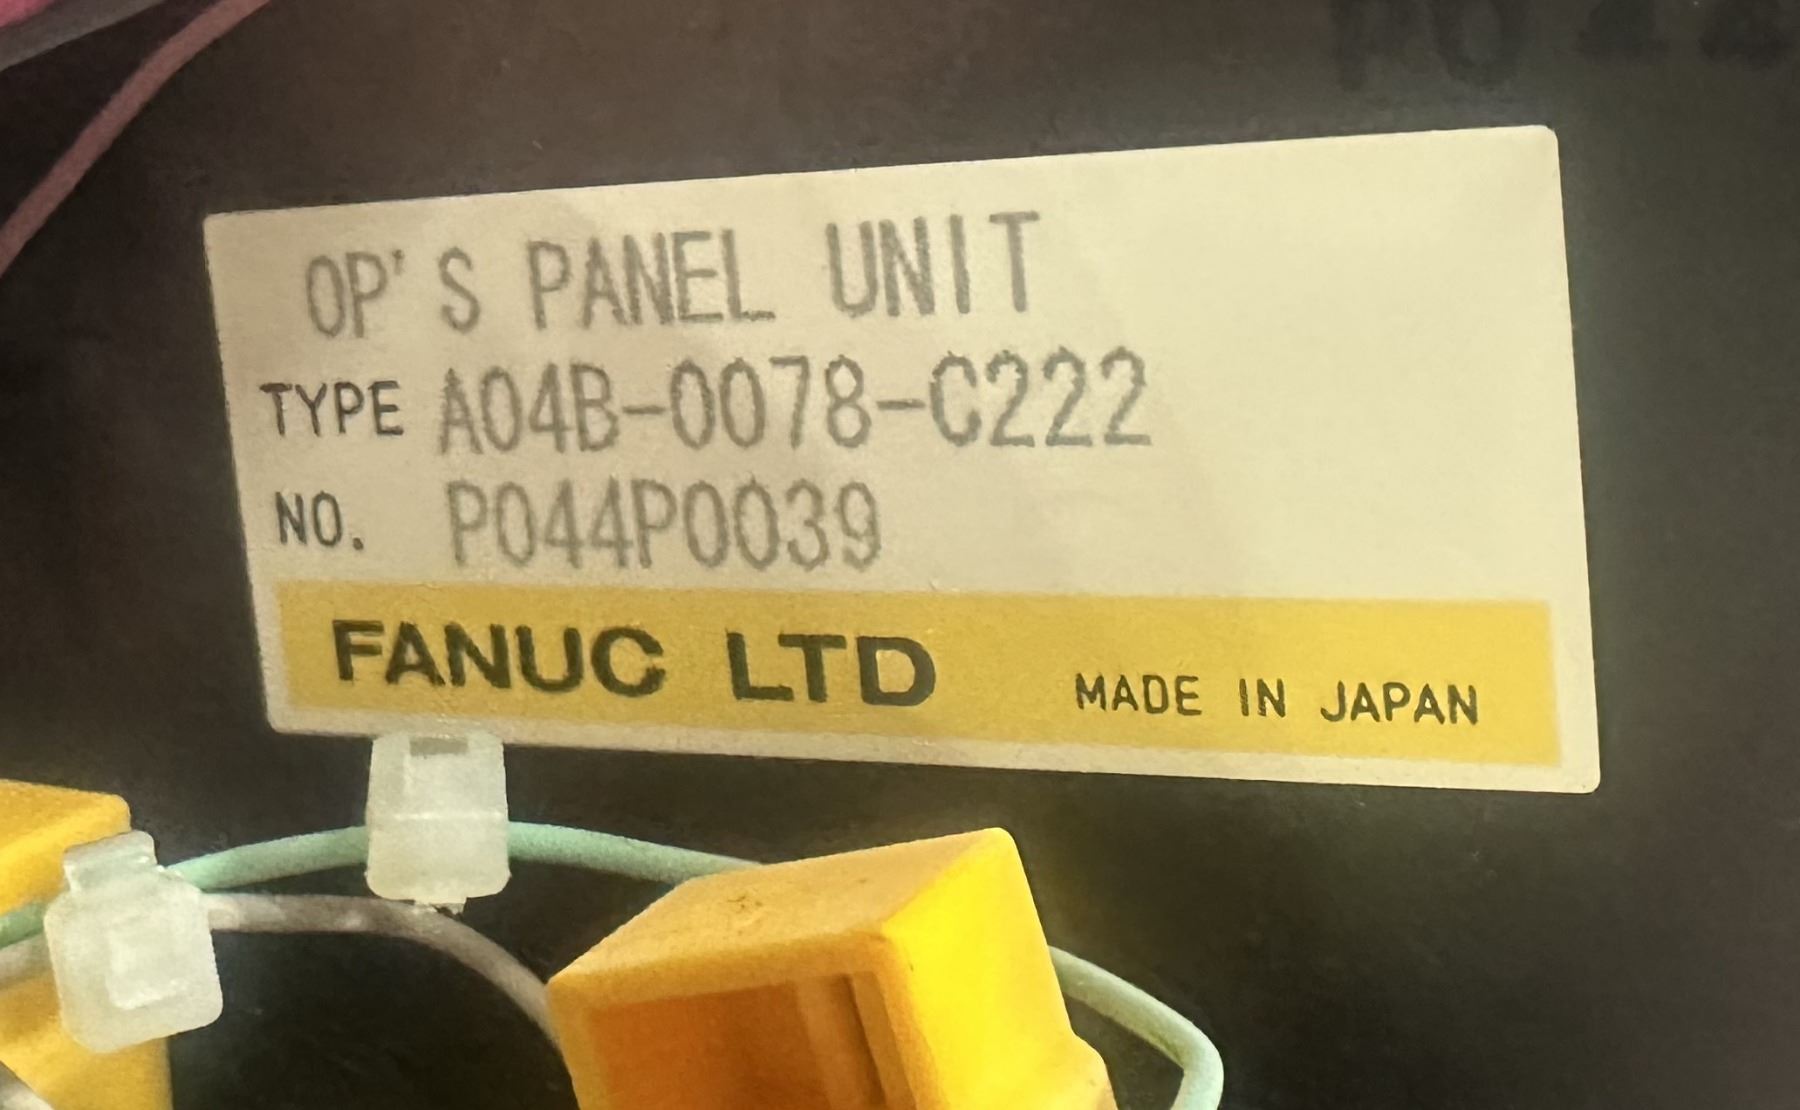 OP'S PANEL UNIT
TYPE A04B-0078-C222
NO. P044P0039
FANUC LTD MADE IN JAPAN